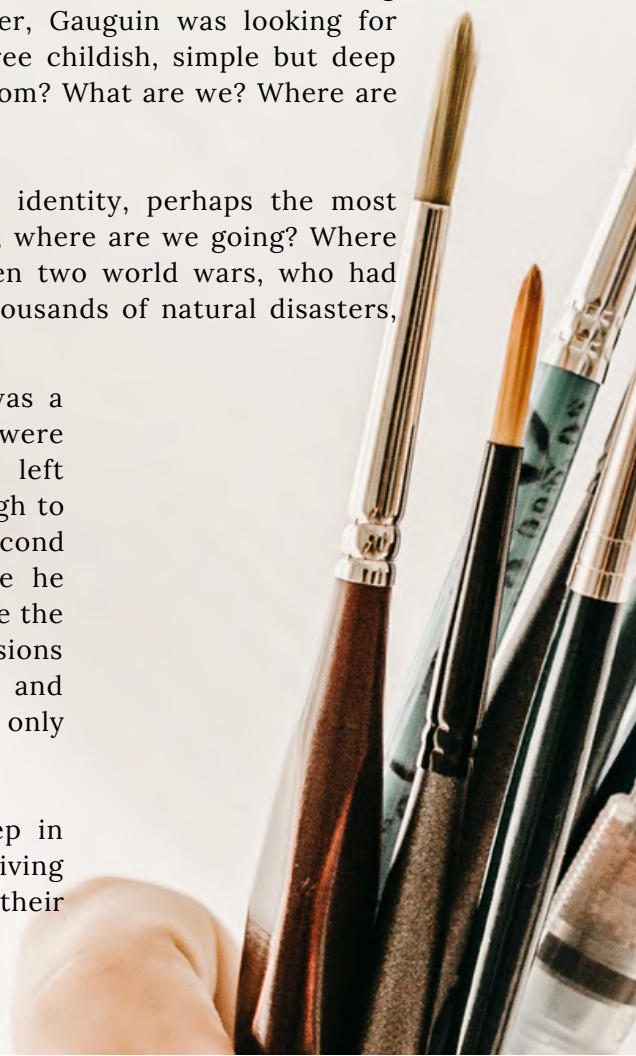 er, Gauguin was looking for
ree childish, simple but deep
om? What are we? Where are
identity, perhaps the most
, where are we going? Where
en two world wars, who had
ousands of natural disasters,
was a
were
left
gh to
cond
e he
e the
sions
and
only
ep in
iving
their